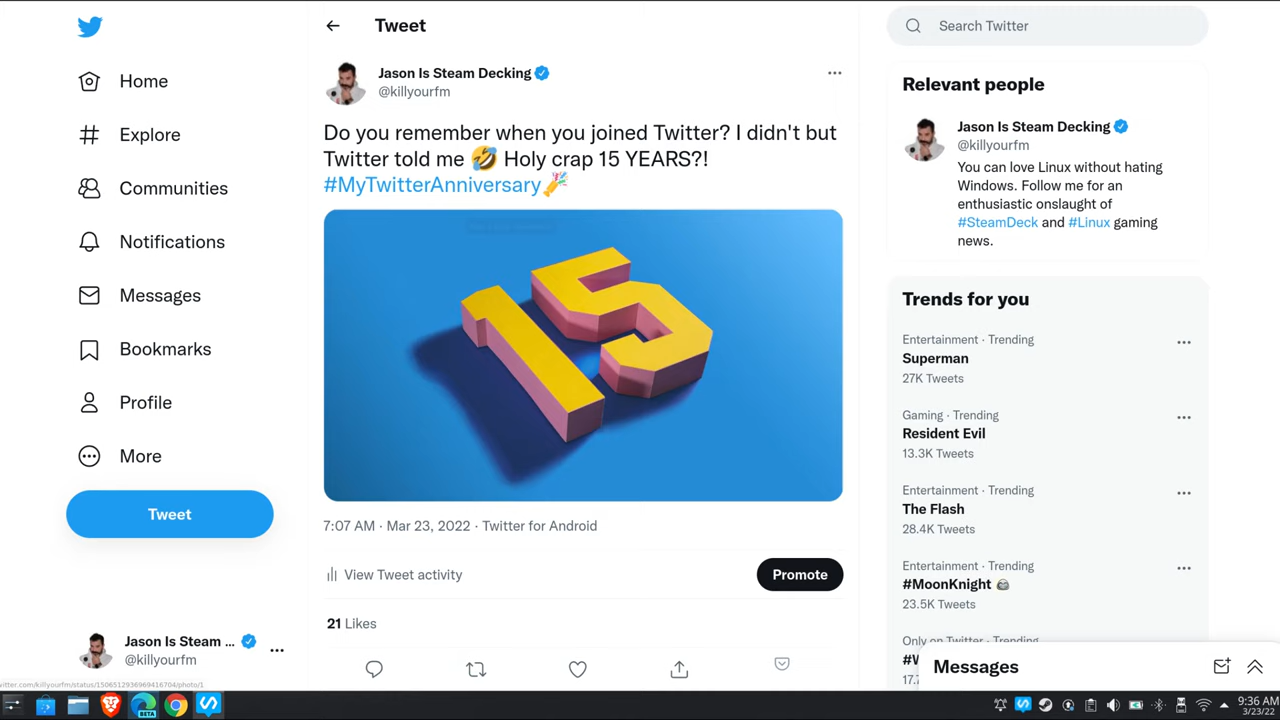 Tweet
Search Twitter
Home
Explore
Communities
Notifications
Messages
Bookmarks
Profile
More
Tweet
Jason Is Steam ...
@killyourfm
Jason Is Steam Decking
@killyourfm
Do you remember when you joined Twitter? I didn't but
Twitter told me 🤣 Holy crap 15 YEARS?!
#MyTwitterAnniversary
15
7:07 AM · Mar 23, 2022 · Twitter for Android
View Tweet activity
Promote
21 Likes
Relevant people
Jason Is Steam Decking
@killyourfm
You can love Linux without hating
Windows. Follow me for an
enthusiastic onslaught of
#SteamDeck and #Linux gaming
news.
Trends for you
Entertainment · Trending
Superman
27K Tweets
Gaming · Trending
Resident Evil
13.3K Tweets
Entertainment · Trending
The Flash
28.4K Tweets
Entertainment · Trending
#MoonKnight
23.5K Tweets
Only on Twitter · Trending
Messages
BETA
9:36 AM
3/23/22